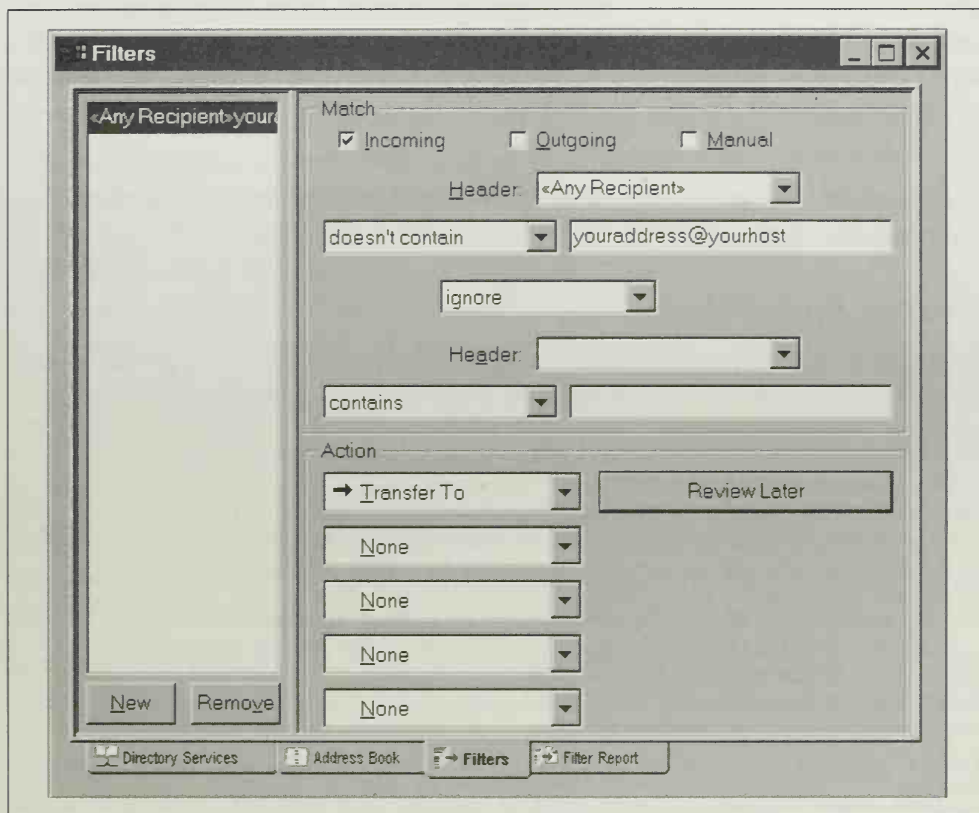 Filters
«Any Recipient»your
Match
Incoming Outgoing Manual
Header: «Any Recipient»
doesn't contain youraddress@yourhost
ignore
Header:
contains
Action
Transfer To Review Later
None
None
None
None
New Remove
Directory Services Address Book Filters Filter Report